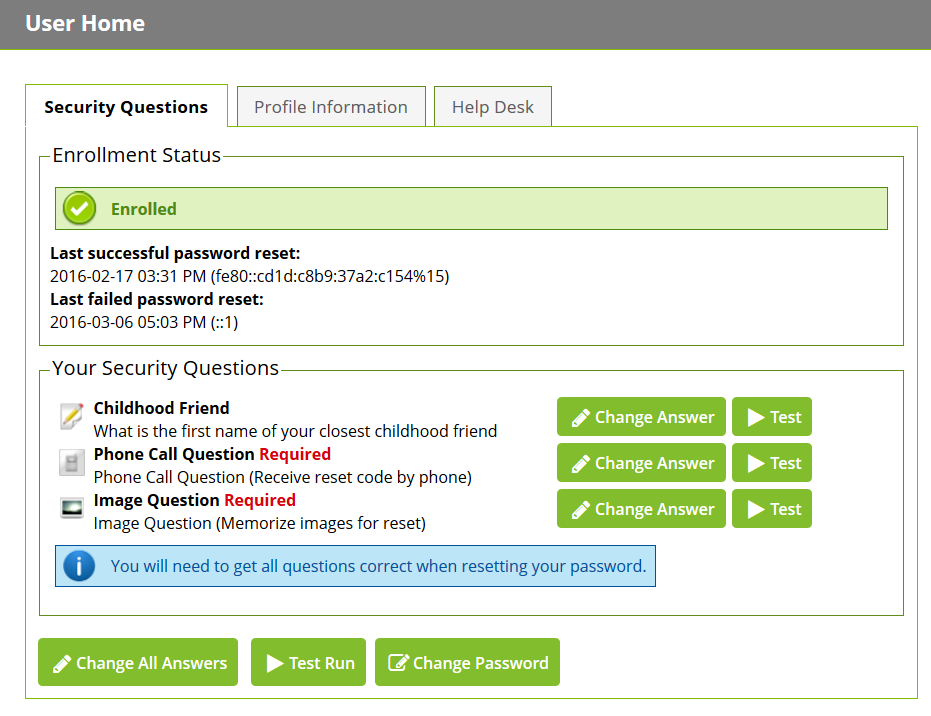 User Home
Security Questions
Profile Information
Help Desk
Enrollment Status
Enrolled
Last successful password reset:
2016-02-17 03:31 PM (fe80::cd1d:c8b9:37a2:c154%15)
Last failed password reset:
2016-03-06 05:03 PM (::1)
Your Security Questions
Childhood Friend
What is the first name of your closest childhood friend
Change Answer
Test
Phone Call Question Required
Phone Call Question (Receive reset code by phone)
Change Answer
Test
Image Question Required
Image Question (Memorize images for reset)
Change Answer
Test
You will need to get all questions correct when resetting your password.
Change All Answers
Test Run
Change Password